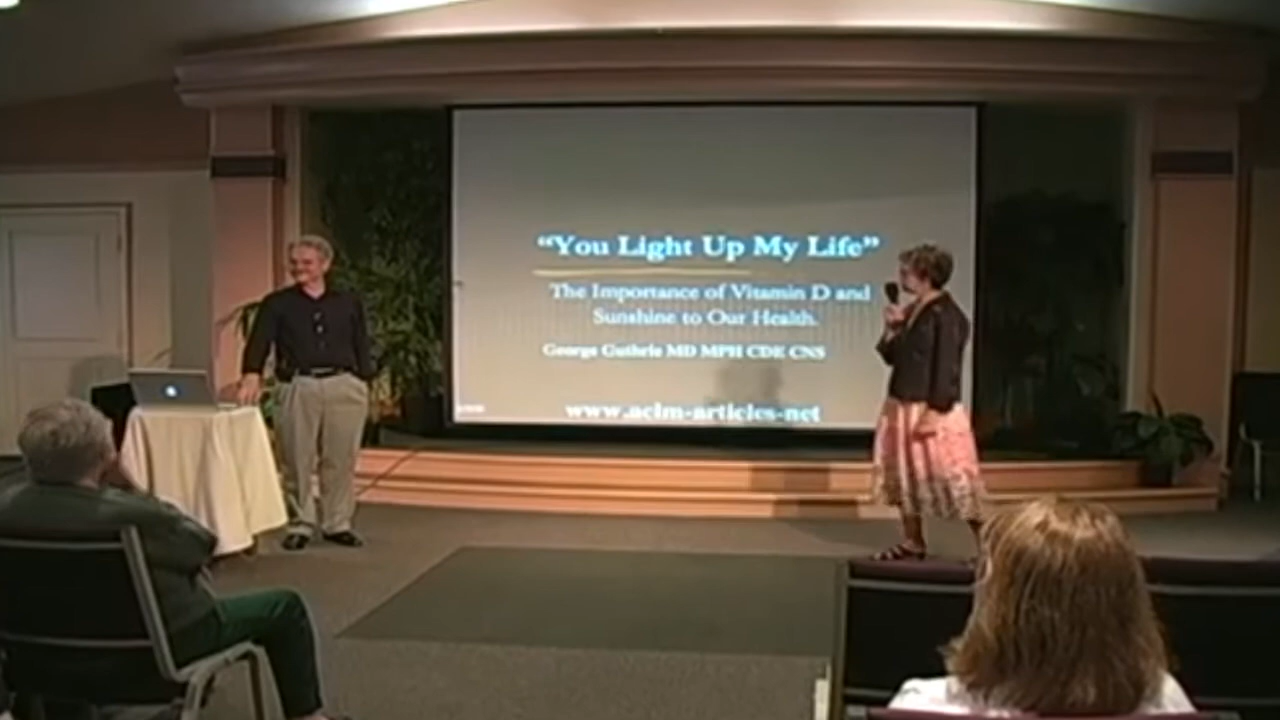 “You Light Up My Life”
The Importance of Vitamin D and
Sunshine to Our Health.
George Guthrie MD MPH CDE CNS
www.aclm-articles-net